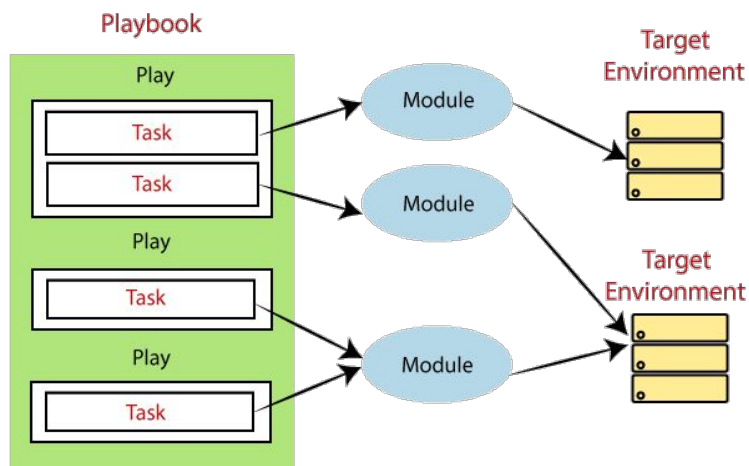 Playbook
Play
Task
Task
Play
Task
Play
Task
Module
Module
Module
Target
Environment
Target
Environment